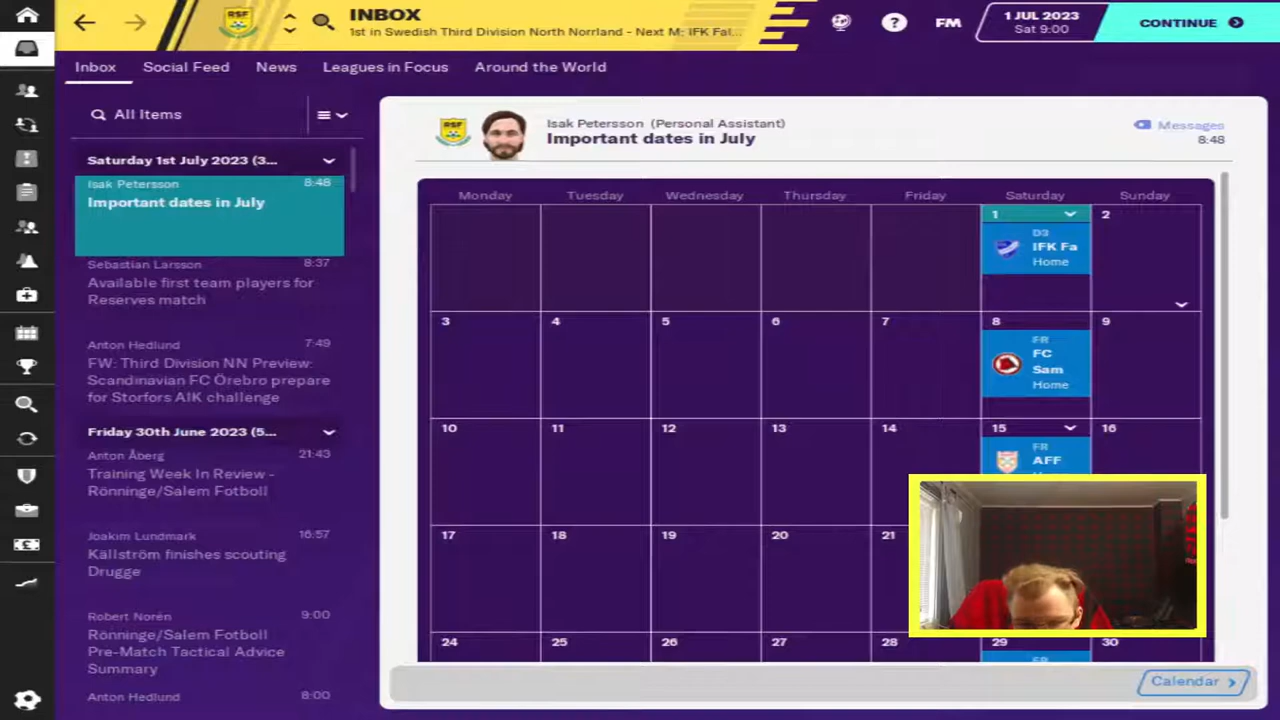 INBOX
1st in Swedish Third Division North Norrland - Next M: IFK Fal...
RSF
FM
1 JUL 2023
Sat 9:00
CONTINUE
Inbox
Social Feed
News
Leagues in Focus
Around the World
All Items
Saturday 1st July 2023 (3...
Isak Petersson
8:48
Important dates in July
Sebastian Larsson
8:37
Available first team players for
Reserves match
Anton Hedlund
7:49
FW: Third Division NN Preview:
Scandinavian FC Örebro prepare
for Storfors AIK challenge
Friday 30th June 2023 (5...
Anton Åberg
21:43
Training Week In Review -
Rönninge/Salem Fotboll
Joakim Lundmark
16:57
Källström finishes scouting
Drugge
Robert Norén
9:00
Rönninge/Salem Fotboll
Pre-Match Tactical Advice
Summary
Anton Hedlund
8:00
RSF
Isak Petersson (Personal Assistant)
Important dates in July
Messages
8:48
Monday
Tuesday
Wednesday
Thursday
Friday
Saturday
Sunday
1
D3
IFK Fa
Home
2
3
4
5
6
7
8
FR
FC
Sam
Home
9
10
11
12
13
14
15
FR
AFF
16
17
18
19
20
21
24
25
26
27
28
29
30
Calendar